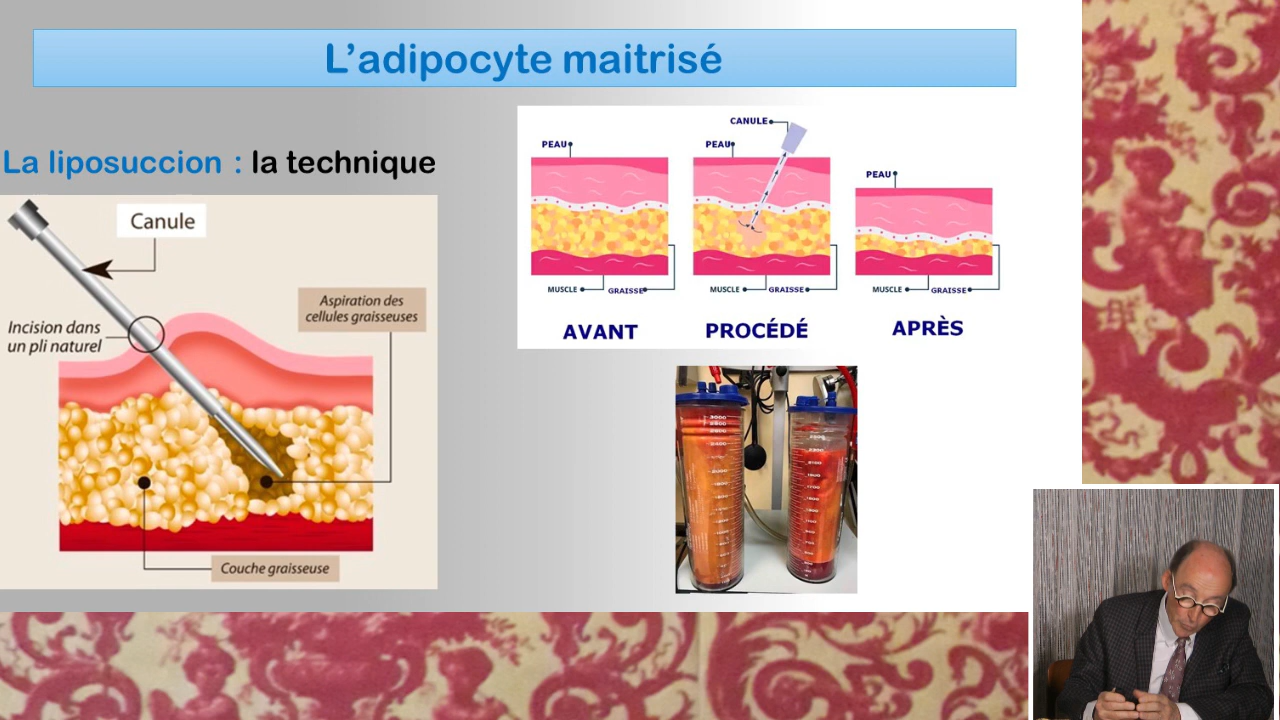 L'adipocyte maitrisé
La liposuccion : la technique
Canule
Incision dans
un pli naturel
Aspiration des
cellules graisseuses
Couche graisseuse
PEAU
MUSCLE
GRAISSE
AVANT
CANULE
PEAU
MUSCLE
GRAISSE
PROCÉDÉ
PEAU
MUSCLE
GRAISSE
APRÈS